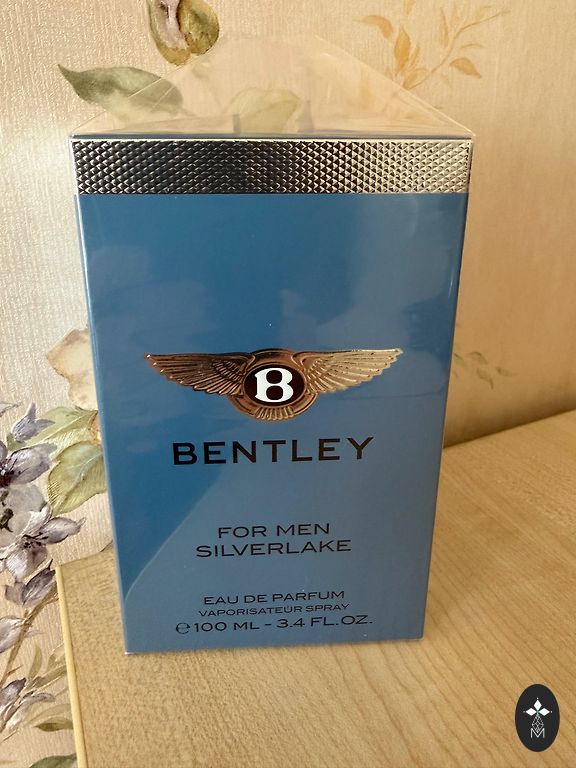 B
BENTLEY
FOR MEN
SILVERLAKE
EAU DE PARFUM
VAPORISATEUR SPRAY
℮100 ML - 3.4 FL.OZ.
M